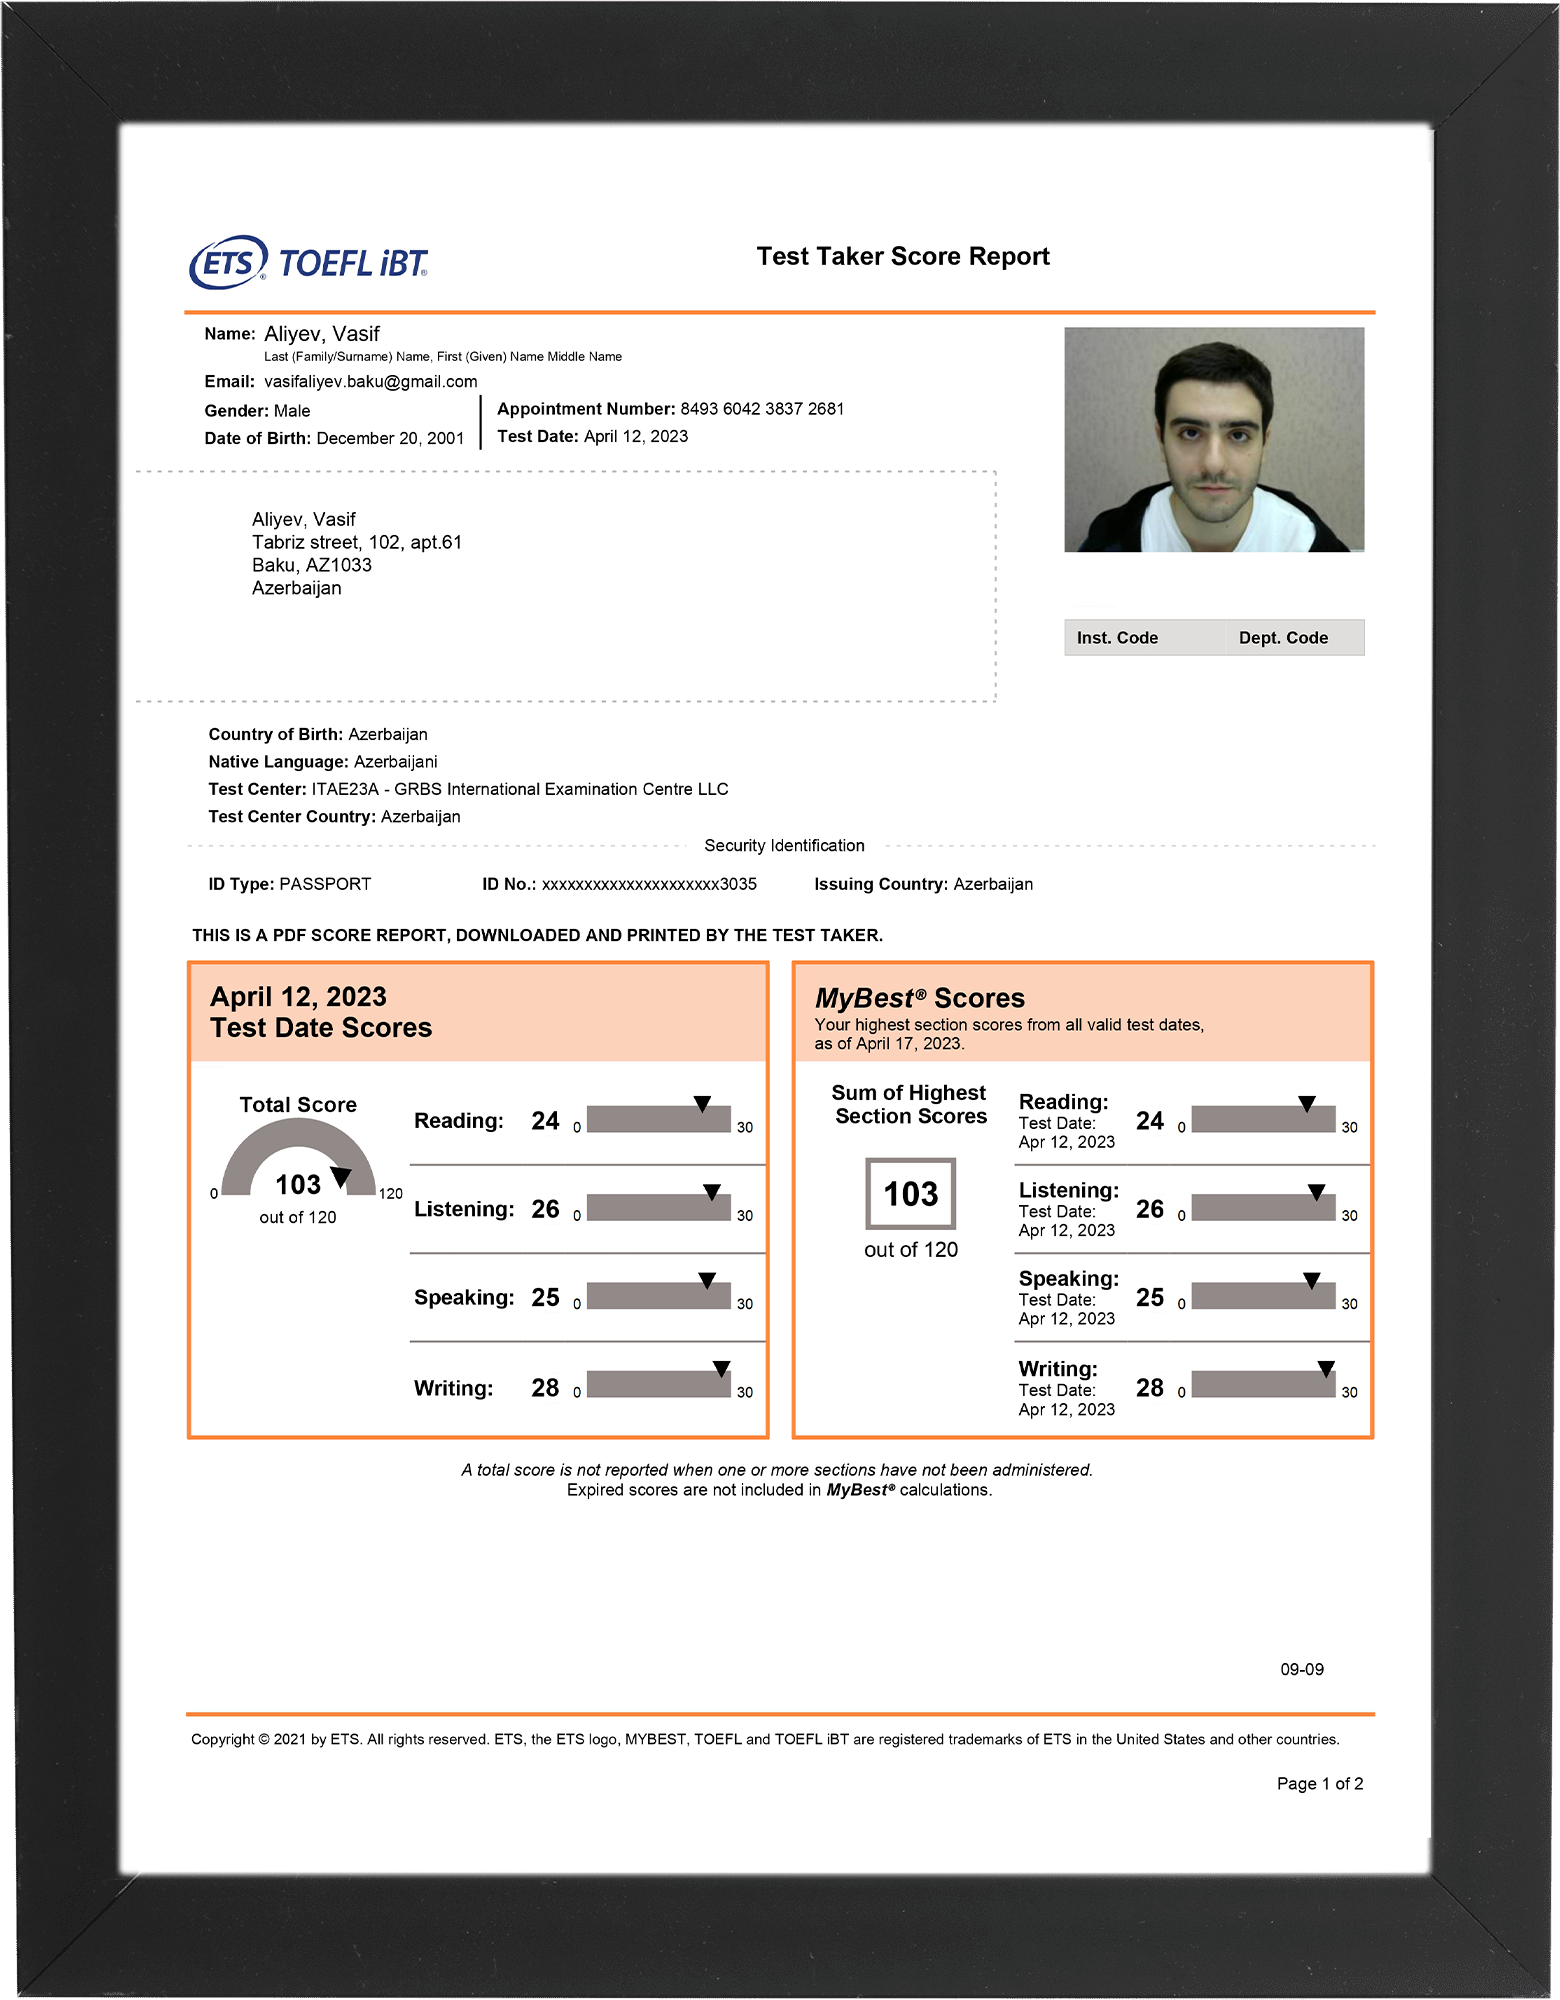 ETS® TOEFL iBT®
Test Taker Score Report
Name: Aliyev, Vasif
Last (Family/Surname) Name, First (Given) Name Middle Name
Email: vasifaliyev.baku@gmail.com
Gender: Male
Date of Birth: December 20, 2001
Appointment Number: 8493 6042 3837 2681
Test Date: April 12, 2023
Aliyev, Vasif
Tabriz street, 102, apt.61
Baku, AZ1033
Azerbaijan
Inst. Code Dept. Code
Country of Birth: Azerbaijan
Native Language: Azerbaijani
Test Center: ITAE23A - GRBS International Examination Centre LLC
Test Center Country: Azerbaijan
Security Identification
ID Type: PASSPORT ID No.: xxxxxxxxxxxxxxxxxxxxx3035 Issuing Country: Azerbaijan
THIS IS A PDF SCORE REPORT, DOWNLOADED AND PRINTED BY THE TEST TAKER.
April 12, 2023
Test Date Scores
Total Score
0 103 120
out of 120
Reading: 24 0 30
Listening: 26 0 30
Speaking: 25 0 30
Writing: 28 0 30
MyBest® Scores
Your highest section scores from all valid test dates,
as of April 17, 2023.
Sum of Highest
Section Scores
103
out of 120
Reading: 24 0 30
Test Date:
Apr 12, 2023
Listening: 26 0 30
Test Date:
Apr 12, 2023
Speaking: 25 0 30
Test Date:
Apr 12, 2023
Writing: 28 0 30
Test Date:
Apr 12, 2023
A total score is not reported when one or more sections have not been administered.
Expired scores are not included in MyBest® calculations.
09-09
Copyright © 2021 by ETS. All rights reserved. ETS, the ETS logo, MYBEST, TOEFL and TOEFL iBT are registered trademarks of ETS in the United States and other countries.
Page 1 of 2